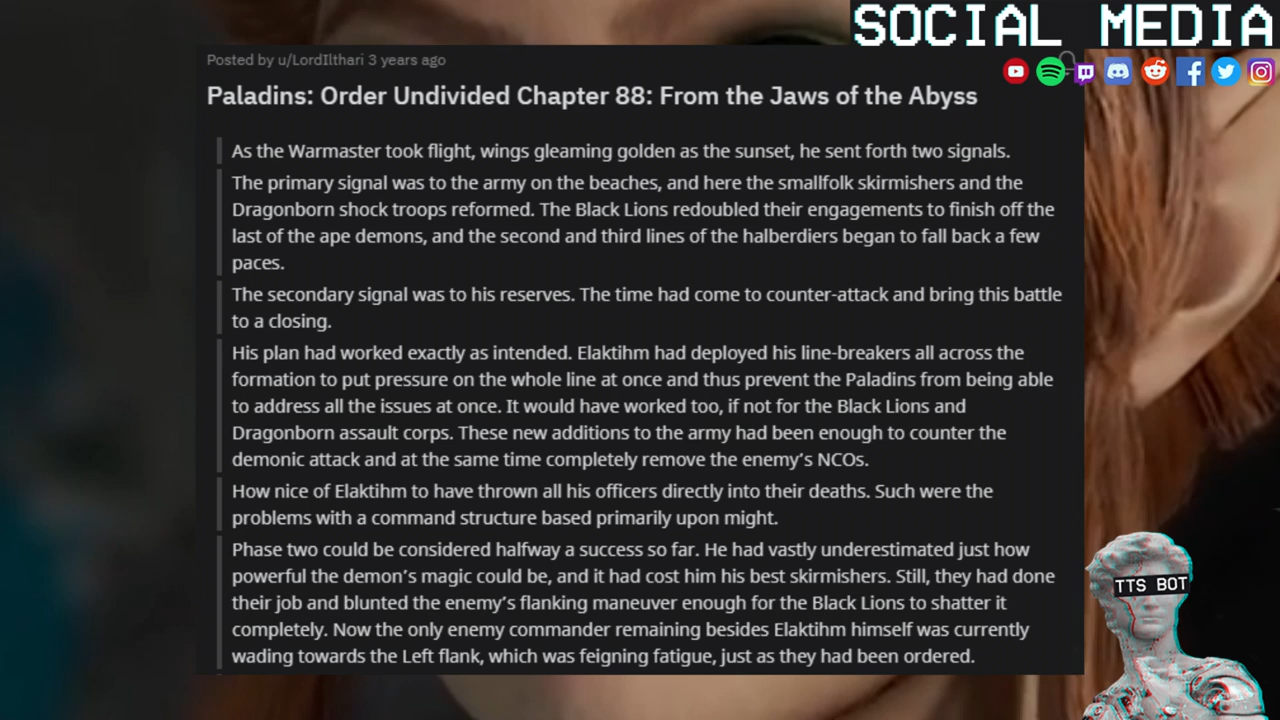 SOCIAL MEDIA
Posted by u/LordIlthari 3 years ago
Paladins: Order Undivided Chapter 88: From the Jaws of the Abyss
As the Warmaster took flight, wings gleaming golden as the sunset, he sent forth two signals.
The primary signal was to the army on the beaches, and here the smallfolk skirmishers and the
Dragonborn shock troops reformed. The Black Lions redoubled their engagements to finish off the
last of the ape demons, and the second and third lines of the halberdiers began to fall back a few
paces.
The secondary signal was to his reserves. The time had come to counter-attack and bring this battle
to a closing.
His plan had worked exactly as intended. Elaktihm had deployed his line-breakers all across the
formation to put pressure on the whole line at once and thus prevent the Paladins from being able
to address all the issues at once. It would have worked too, if not for the Black Lions and
Dragonborn assault corps. These new additions to the army had been enough to counter the
demonic attack and at the same time completely remove the enemy’s NCOs.
How nice of Elaktihm to have thrown all his officers directly into their deaths. Such were the
problems with a command structure based primarily upon might.
Phase two could be considered halfway a success so far. He had vastly underestimated just how
powerful the demon’s magic could be, and it had cost him his best skirmishers. Still, they had done
their job and blunted the enemy’s flanking maneuver enough for the Black Lions to shatter it
completely. Now the only enemy commander remaining besides Elaktihm himself was currently
wading towards the Left flank, which was feigning fatigue, just as they had been ordered.
TTS BOT